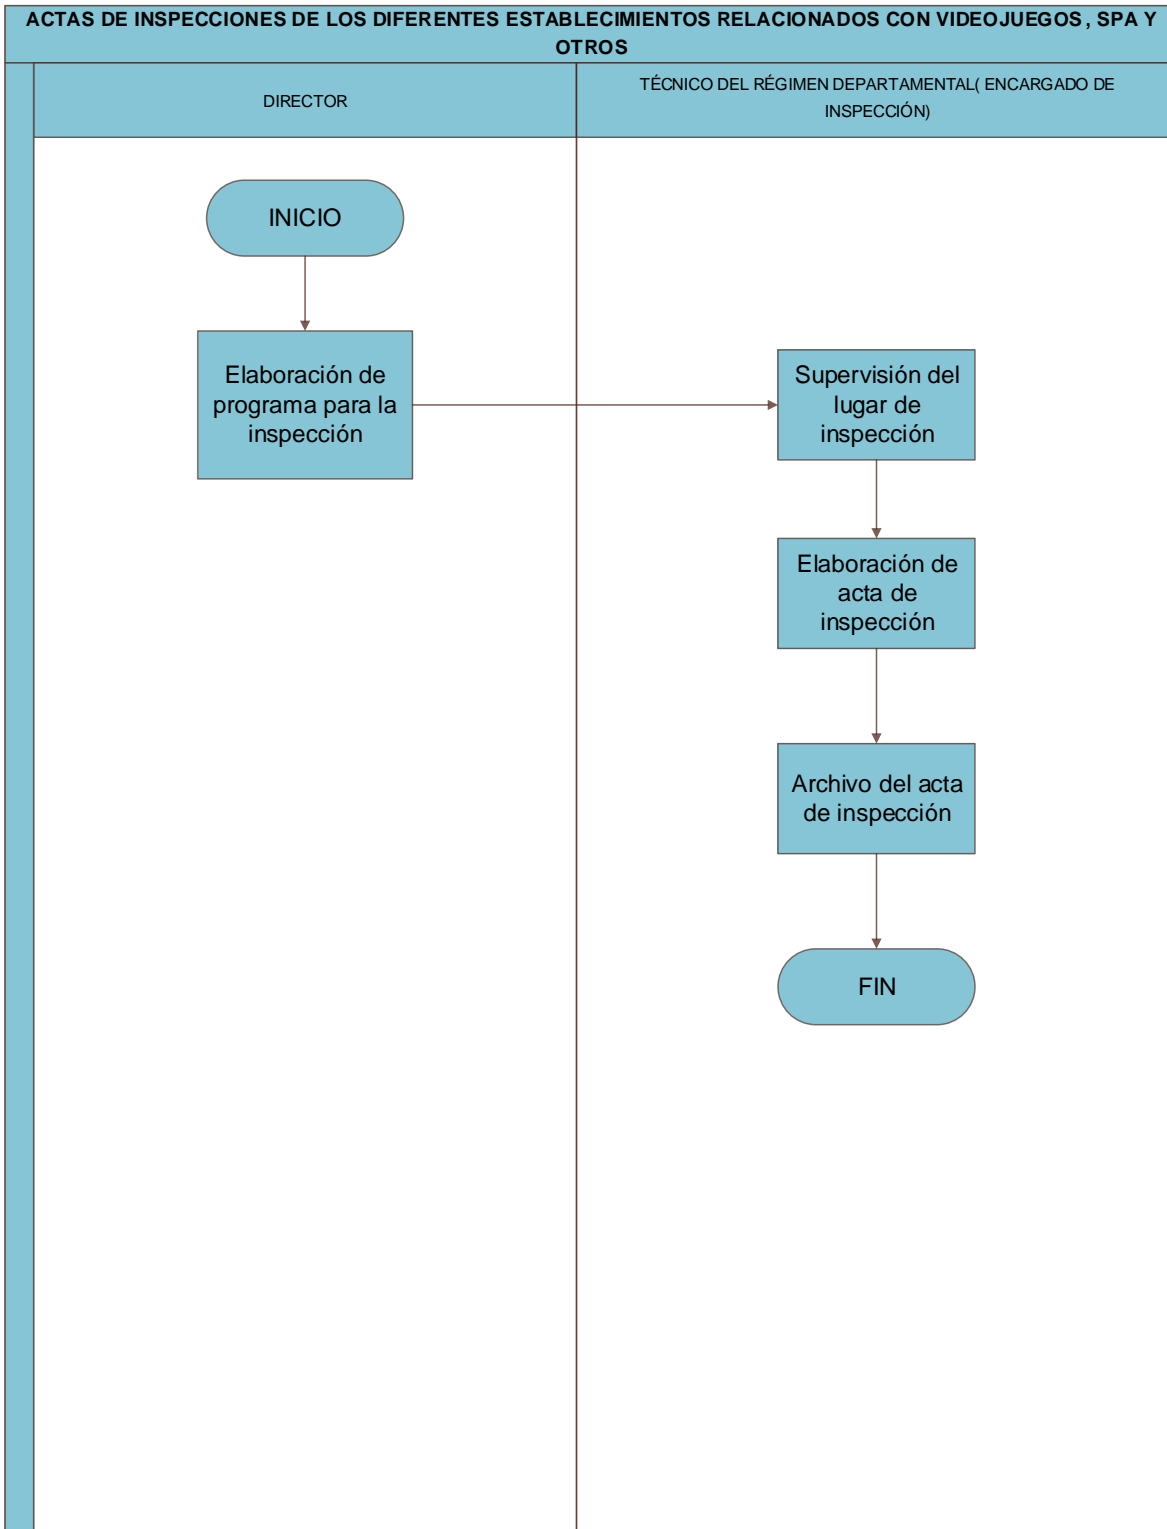 ACTAS DE INSPECCIONES DE LOS DIFERENTES ESTABLECIMIENTOS RELACIONADOS CON VIDEOJUEGOS, SPA Y
OTROS
DIRECTOR
TÉCNICO DEL RÉGIMEN DEPARTAMENTAL( ENCARGADO DE
INSPECCIÓN)
INICIO
Elaboración de
programa para la
inspección
Supervisión del
lugar de
inspección
Elaboración de
acta de
inspección
Archivo del acta
de inspección
FIN